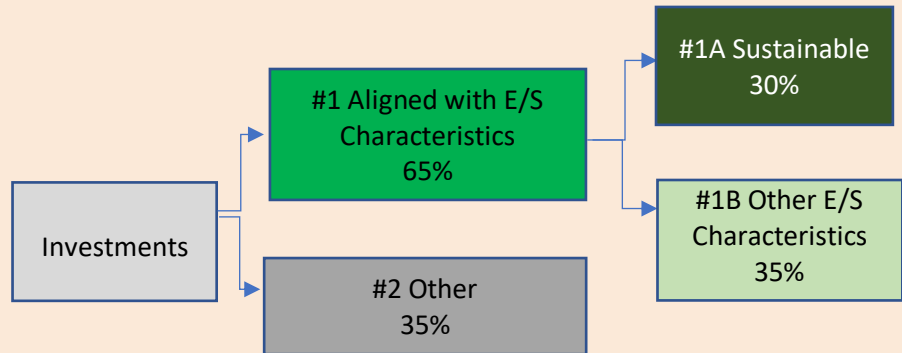 #1A Sustainable
30%
#1 Aligned with E/S
Characteristics
65%
#1B Other E/S
Characteristics
35%
Investments
#2 Other
35%